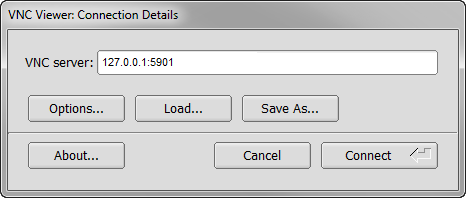 VNC Viewer: Connection Details
VNC server: 127.0.0.1:5901
Options... Load... Save As...
About... Cancel Connect